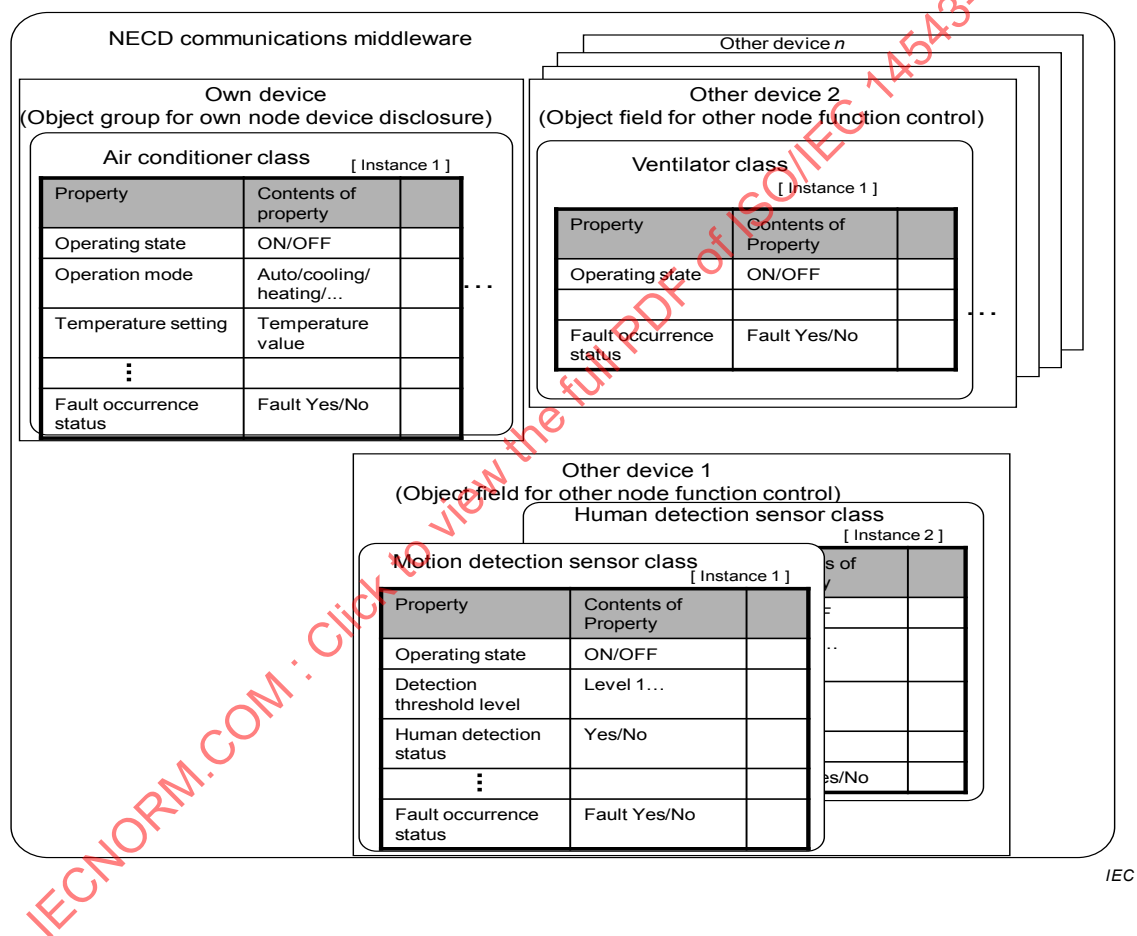 NECD communications middleware
Other device n
Own device
(Object group for own node device disclosure)
Air conditioner class
[ Instance 1 ]
Property Contents of
property
Operating state ON/OFF
Operation mode Auto/cooling/
heating/...
Temperature setting Temperature
value
⋮
Fault occurrence Fault Yes/No
status
...
Other device 2
(Object field for other node function control)
Ventilator class
[ Instance 1 ]
Property Contents of
Property
Operating state ON/OFF
Fault occurrence Fault Yes/No
status
...
Other device 1
(Object field for other node function control)
Human detection sensor class
[ Instance 2 ]
s of
es/No
Motion detection sensor class
[ Instance 1 ]
Property Contents of
Property
Operating state ON/OFF
Detection Level 1…
threshold level
Human detection Yes/No
status
⋮
Fault occurrence Fault Yes/No
status
IEC
IECNORM.COM : Click to view the full PDF of ISO/IEC 14543-